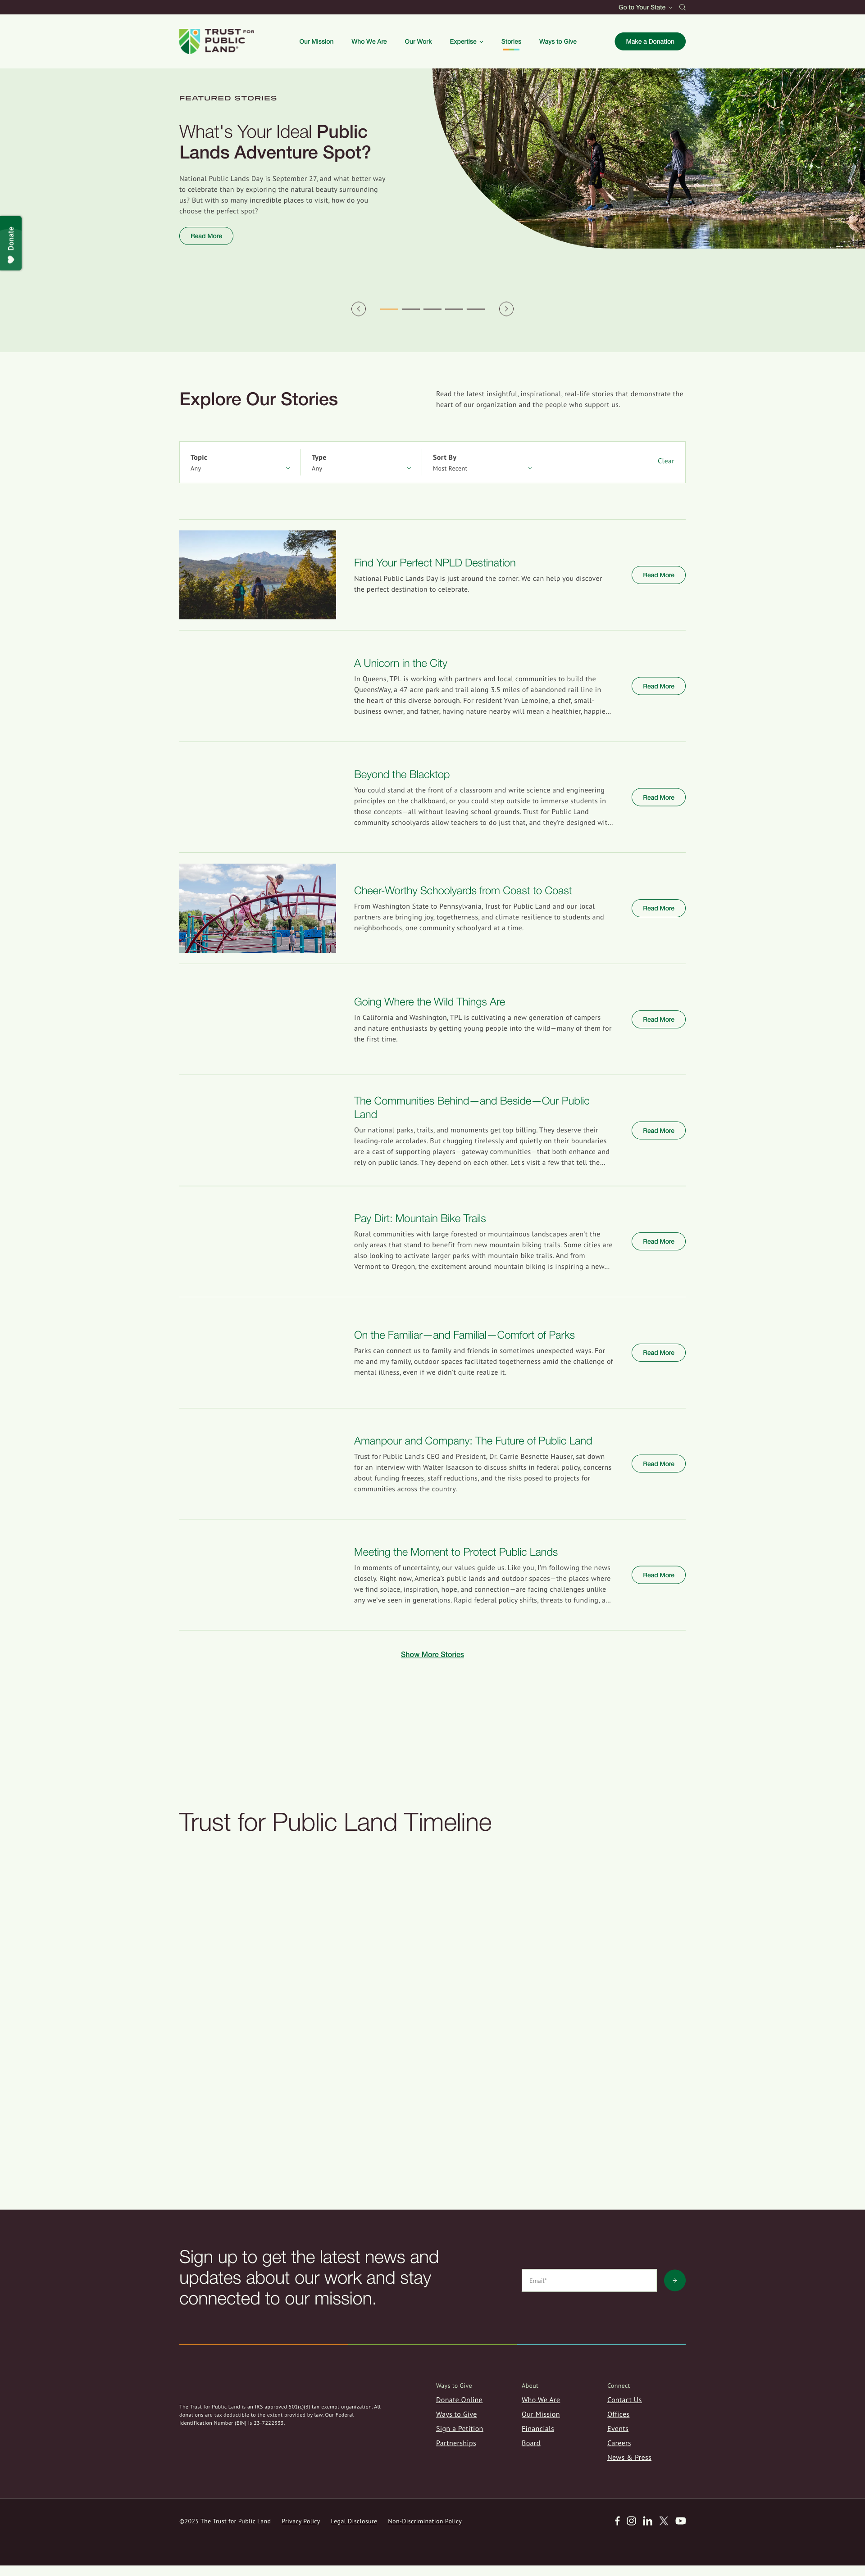 Go to Your State
TRUST FOR
PUBLIC
LAND
Our Mission
Who We Are
Our Work
Expertise
Stories
Ways to Give
Make a Donation
FEATURED STORIES
What's Your Ideal Public
Lands Adventure Spot?
National Public Lands Day is September 27, and what better way
to celebrate than by exploring the natural beauty surrounding
us? But with so many incredible places to visit, how do you
choose the perfect spot?
Read More
Donate
Explore Our Stories
Read the latest insightful, inspirational, real-life stories that demonstrate the
heart of our organization and the people who support us.
Topic
Any
Type
Any
Sort By
Most Recent
Clear
Find Your Perfect NPLD Destination
National Public Lands Day is just around the corner. We can help you discover
the perfect destination to celebrate.
Read More
A Unicorn in the City
In Queens, TPL is working with partners and local communities to build the
QueensWay, a 47-acre park and trail along 3.5 miles of abandoned rail line in
the heart of this diverse borough. For resident Yvan Lemoine, a chef, small-
business owner, and father, having nature nearby will mean a healthier, happie...
Read More
Beyond the Blacktop
You could stand at the front of a classroom and write science and engineering
principles on the chalkboard, or you could step outside to immerse students in
those concepts—all without leaving school grounds. Trust for Public Land
community schoolyards allow teachers to do just that, and they're designed wit...
Read More
Cheer-Worthy Schoolyards from Coast to Coast
From Washington State to Pennsylvania, Trust for Public Land and our local
partners are bringing joy, togetherness, and climate resilience to students and
neighborhoods, one community schoolyard at a time.
Read More
Going Where the Wild Things Are
In California and Washington, TPL is cultivating a new generation of campers
and nature enthusiasts by getting young people into the wild—many of them for
the first time.
Read More
The Communities Behind—and Beside—Our Public
Land
Our national parks, trails, and monuments get top billing. They deserve their
leading-role accolades. But chugging tirelessly and quietly on their boundaries
are a cast of supporting players—gateway communities—that both enhance and
rely on public lands. They depend on each other. Let's visit a few that tell the...
Read More
Pay Dirt: Mountain Bike Trails
Rural communities with large forested or mountainous landscapes aren't the
only areas that stand to benefit from new mountain biking trails. Some cities are
also looking to activate larger parks with mountain bike trails. And from
Vermont to Oregon, the excitement around mountain biking is inspiring a new...
Read More
On the Familiar—and Familial—Comfort of Parks
Parks can connect us to family and friends in sometimes unexpected ways. For
me and my family, outdoor spaces facilitated togetherness amid the challenge of
mental illness, even if we didn't quite realize it.
Read More
Amanpour and Company: The Future of Public Land
Trust for Public Land's CEO and President, Dr. Carrie Besnette Hauser, sat down
for an interview with Walter Isaacson to discuss shifts in federal policy, concerns
about funding freezes, staff reductions, and the risks posed to projects for
communities across the country.
Read More
Meeting the Moment to Protect Public Lands
In moments of uncertainty, our values guide us. Like you, I'm following the news
closely. Right now, America's public lands and outdoor spaces—the places where
we find solace, inspiration, hope, and connection—are facing challenges unlike
any we've seen in generations. Rapid federal policy shifts, threats to funding, a...
Read More
Show More Stories
Trust for Public Land Timeline
Sign up to get the latest news and
updates about our work and stay
connected to our mission.
Email*
The Trust for Public Land is an IRS approved 501(c)(3) tax-exempt organization. All
donations are tax deductible to the extent provided by law. Our Federal
Identification Number (EIN) is 23-7222333.
Ways to Give
Donate Online
Ways to Give
Sign a Petition
Partnerships
About
Who We Are
Our Mission
Financials
Board
Connect
Contact Us
Offices
Events
Careers
News & Press
©2025 The Trust for Public Land
Privacy Policy
Legal Disclosure
Non-Discrimination Policy